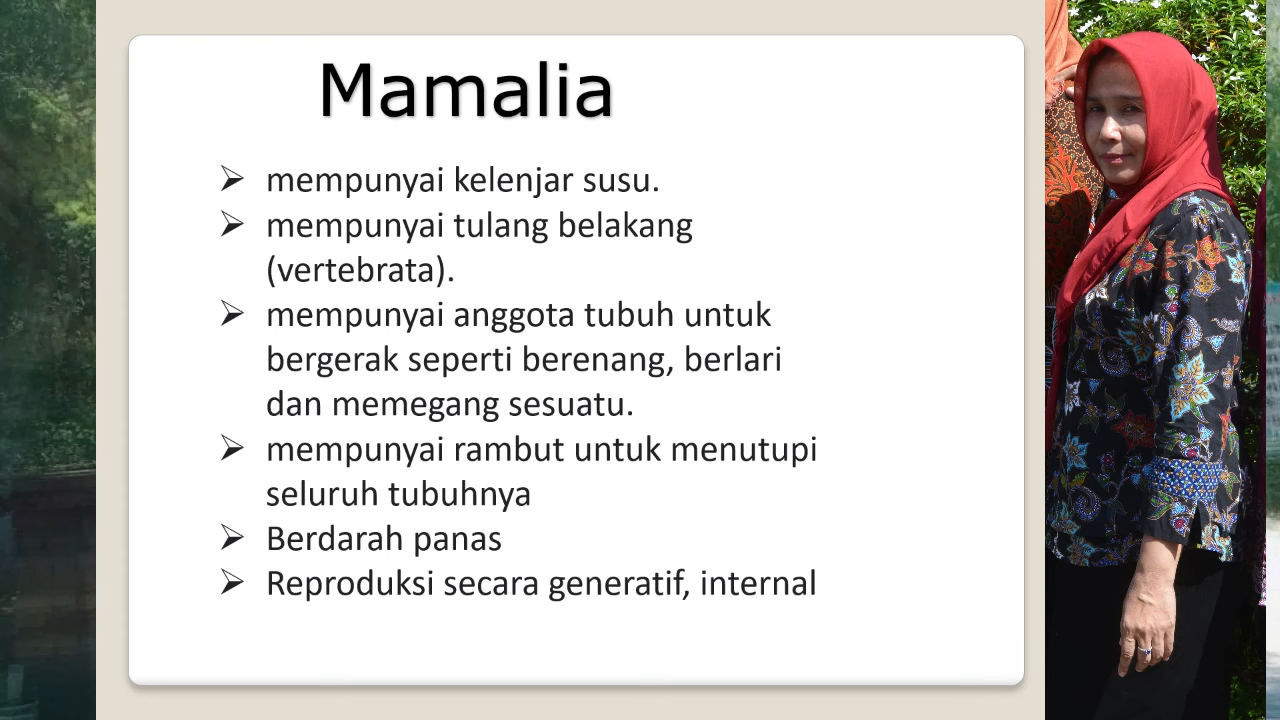 Mamalia
➢ mempunyai kelenjar susu.
➢ mempunyai tulang belakang
(vertebrata).
➢ mempunyai anggota tubuh untuk
bergerak seperti berenang, berlari
dan memegang sesuatu.
➢ mempunyai rambut untuk menutupi
seluruh tubuhnya
➢ Berdarah panas
➢ Reproduksi secara generatif, internal